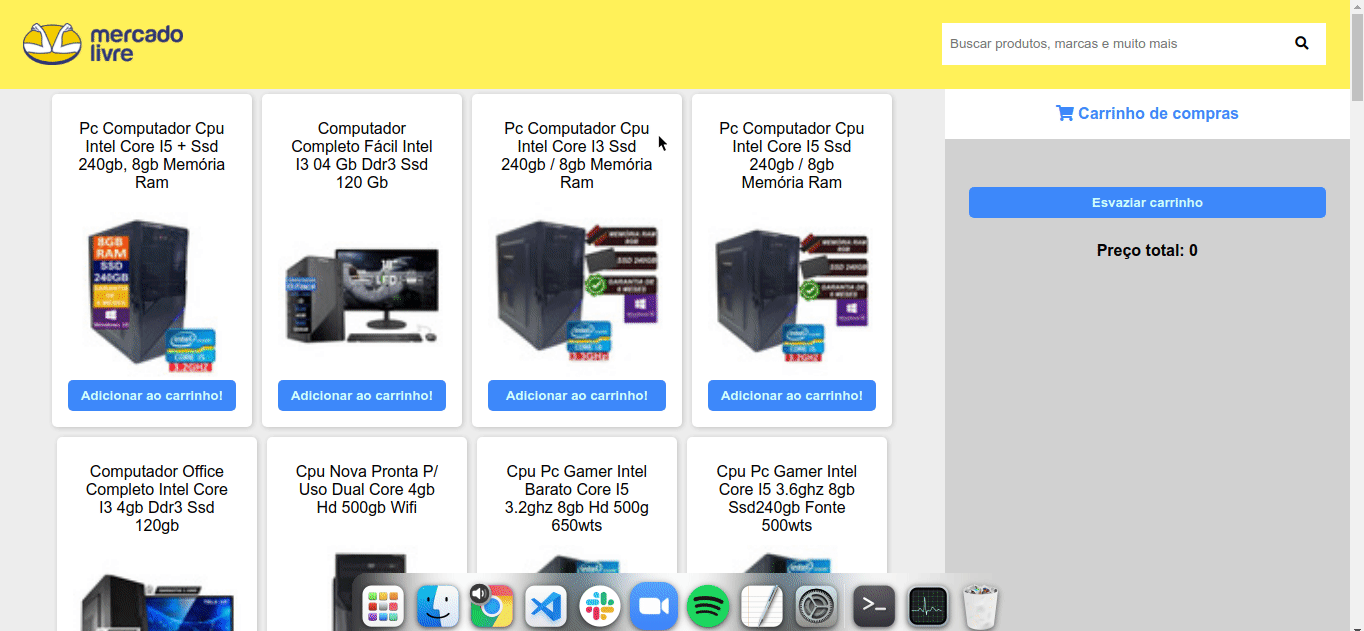 mercado
livre
Buscar produtos, marcas e muito mais
Carrinho de compras
Esvaziar carrinho
Preço total: 0
Pc Computador Cpu
Intel Core I5 + Ssd
240gb, 8gb Memória
Ram
8GB
RAM
SSD
240GB
Adicionar ao carrinho!
Computador
Completo Fácil Intel
I3 04 Gb Ddr3 Ssd
120 Gb
Adicionar ao carrinho!
Pc Computador Cpu
Intel Core I3 Ssd
240gb / 8gb Memória
Ram
Adicionar ao carrinho!
Pc Computador Cpu
Intel Core I5 Ssd
240gb / 8gb
Memória Ram
Adicionar ao carrinho!
Computador Office
Completo Intel Core
I3 4gb Ddr3 Ssd
120gb
Cpu Nova Pronta P/
Uso Dual Core 4gb
Hd 500gb Wifi
Cpu Pc Gamer Intel
Barato Core I5
3.2ghz 8gb Hd 500g
650wts
Cpu Pc Gamer Intel
Core I5 3.6ghz 8gb
Ssd240gb Fonte
500wts